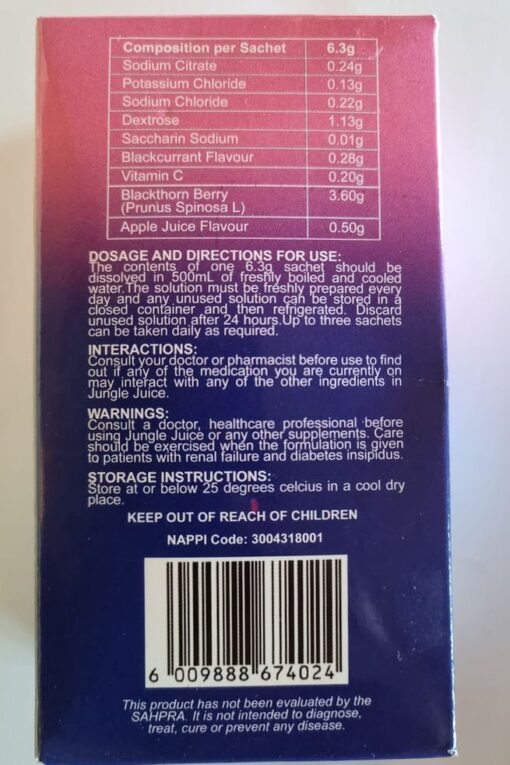 Composition per Sachet 6.3g
Sodium Citrate 0.24g
Potassium Chloride 0.13g
Sodium Chloride 0.22g
Dextrose 1.13g
Saccharin Sodium 0.01g
Blackcurrant Flavour 0.28g
Vitamin C 0.20g
Blackthorn Berry 3.60g
(Prunus Spinosa L)
Apple Juice Flavour 0.50g
DOSAGE AND DIRECTIONS FOR USE:
The contents of one 6.3g sachet should be
dissolved in 500mL of freshly boiled and cooled
water.The solution must be freshly prepared every
day and any unused solution can be stored in a
closed container and then refrigerated. Discard
unused solution after 24 hours.Up to three sachets
can be taken daily as required.
INTERACTIONS:
Consult your doctor or pharmacist before use to find
out if any of the medication you are currently on
may interact with any of the other ingredients in
Jungle Juice.
WARNINGS:
Consult a doctor, healthcare professional before
using Jungle Juice or any other supplements. Care
should be exercised when the formulation is given
to patients with renal failure and diabetes insipidus.
STORAGE INSTRUCTIONS:
Store at or below 25 degrees celcius in a cool dry
place.
KEEP OUT OF REACH OF CHILDREN
NAPPI Code: 3004318001
6 009888 674024
This product has not been evaluated by the
SAHPRA. It is not intended to diagnose,
treat, cure or prevent any disease.